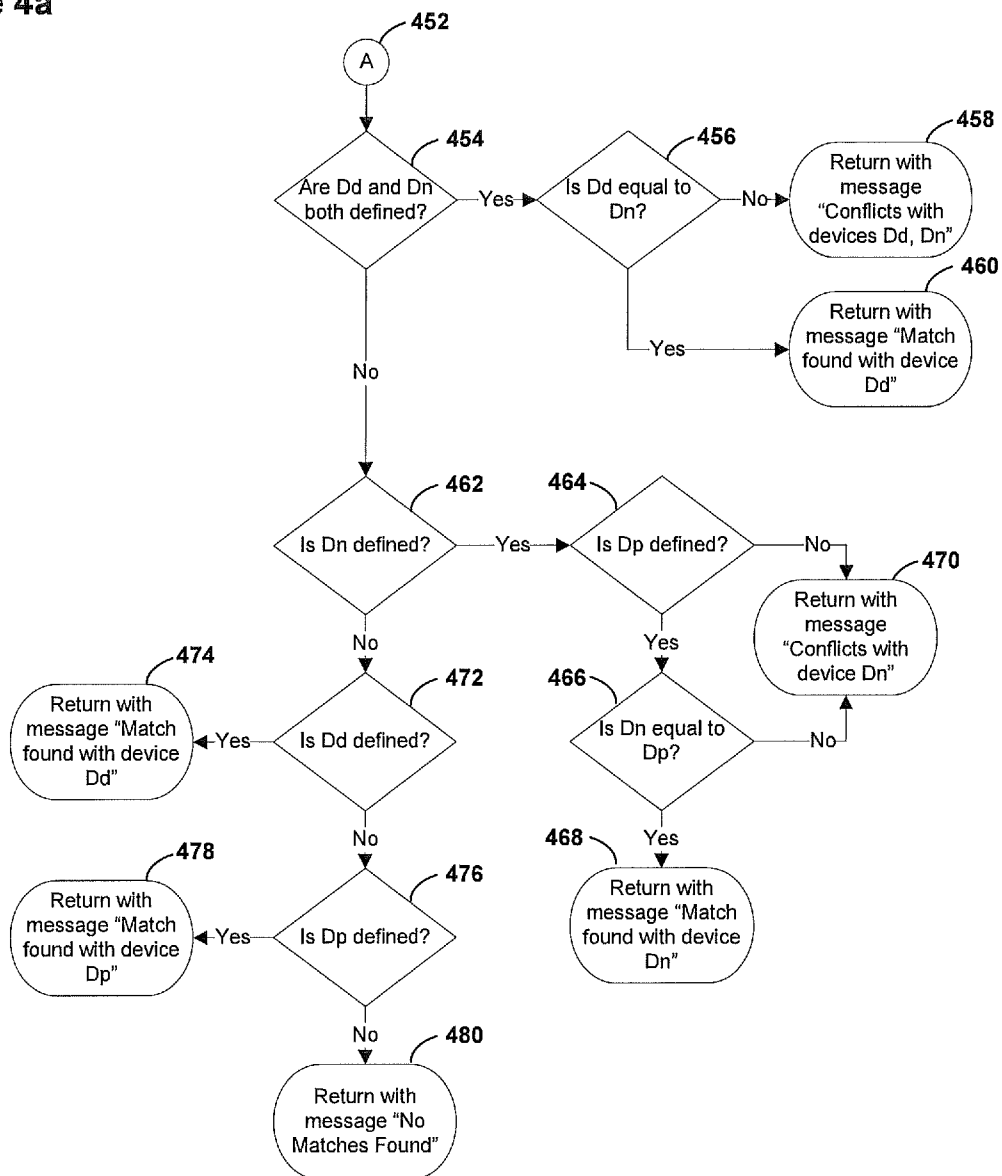 e 4a
452
A
454
Are Dd and Dn
both defined?
Yes
456
Is Dd equal to
Dn?
No
458
Return with
message
“Conflicts with
devices Dd, Dn”
460
Yes
Return with
message “Match
found with device
Dd”
No
462
Is Dn defined?
Yes
464
Is Dp defined?
No
470
Return with
message
“Conflicts with
device Dn”
No
Yes
474
Return with
message “Match
found with device
Dd”
Yes
472
Is Dd defined?
466
Is Dn equal to
Dp?
No
No
Yes
478
Return with
message “Match
found with device
Dp”
Yes
476
Is Dp defined?
468
Return with
message “Match
found with device
Dn”
No
480
Return with
message “No
Matches Found”